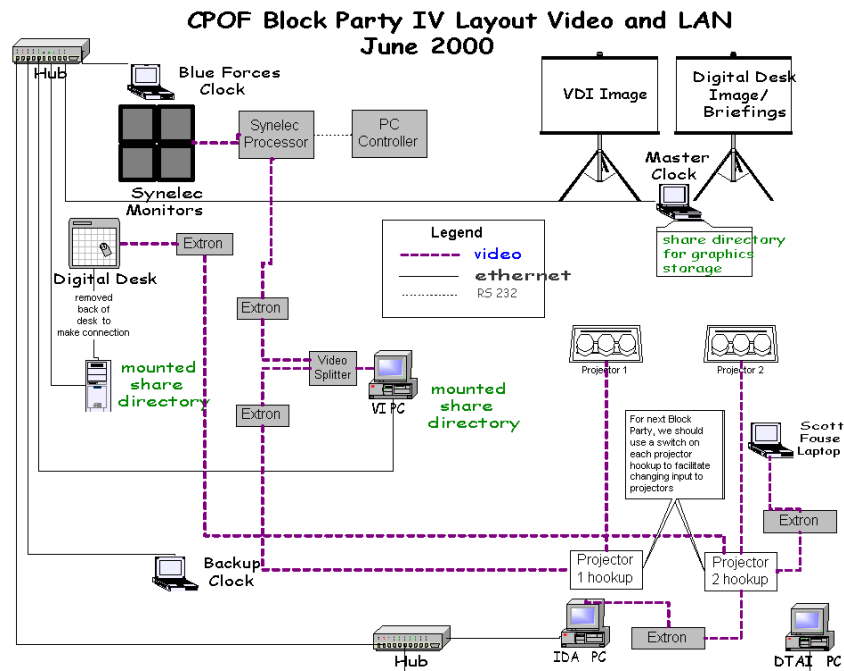 CPOF Block Party IV Layout Video and LAN
June 2000
Hub
Blue Forces
Clock
Synelec
Processor
PC
Controller
VDI Image
Digital Desk
Image/
Briefings
Synelec
Monitors
Master
Clock
share directory
for graphics
storage
Legend
video
ethernet
RS 232
Extron
Digital Desk
removed
back of
desk to
make connection
Extron
mounted
share
directory
Video
Splitter
VI PC
mounted
share
directory
Extron
Projector 1
Projector 2
For next Block
Party, we should
use a switch on
each projector
hookup to facilitate
changing input to
projectors
Scott
Fouse
Laptop
Extron
Backup
Clock
Projector
1 hookup
Projector
2 hookup
Hub
IDA PC
Extron
DTAI PC